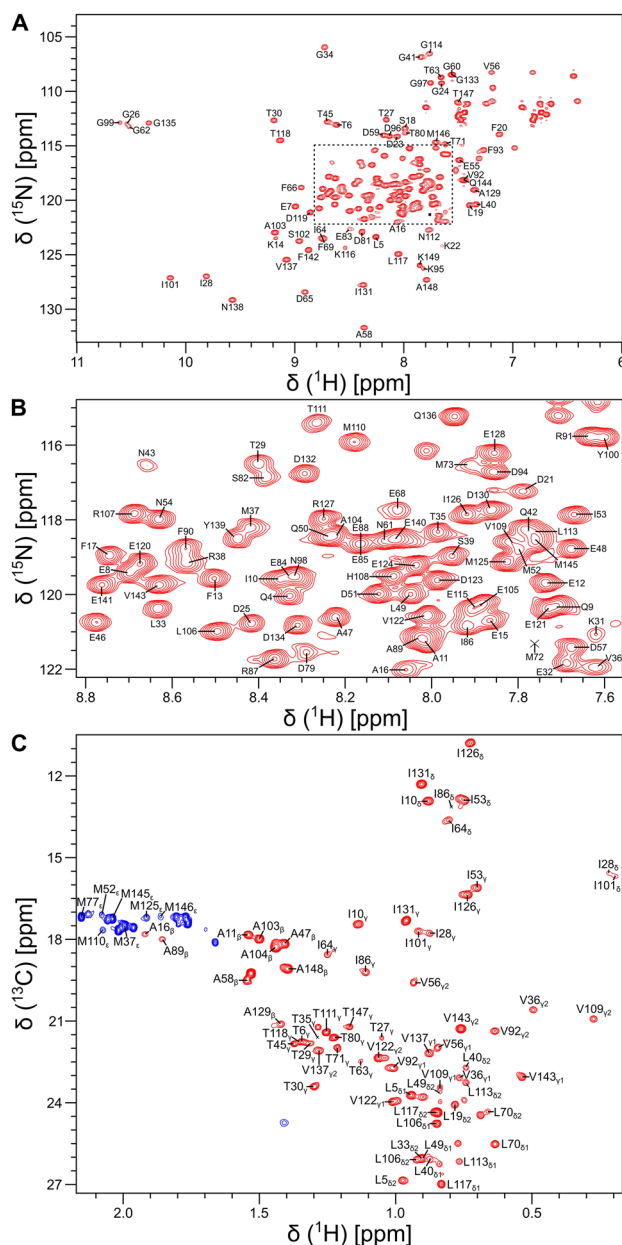 A
105
110
115
120
125
130
δ (¹⁵N) [ppm]
G34
G114
G41
T63
G60
V56
G97
G133
G24
T147
G26
G99
G62
G135
T30
T118
T45
T6
T27
S18
D96
D59
T80
D23
M146
T71
F20
F93
E55
V92
Q144
A129
L40
L19
F66
E7
D119
I64
A16
N112
K22
A103
K14
S102
F142
F69
K116
E83
D81
L5
L117
K149
K95
A148
V137
I101
I28
N138
D65
I131
A58
11
10
9
8
7
6
δ (¹H) [ppm]
B
116
118
120
122
δ (¹⁵N) [ppm]
T111
M110
Q136
E128
R91
Y100
N43
T29
S82
D132
M73
D94
D21
R107
N54
M37
Y139
R127
Q50
A104
E88
E85
N61
E68
E140
T35
I126
D130
V109
Q42
L113
M145
M52
I53
E48
F17
E8
E120
F90
R38
F13
V143
E141
I10
E84
N98
Q4
H108
E124
S39
D51
L49
D123
M125
E12
E46
L33
L106
D25
D134
A47
V122
E115
E105
I86
E15
E121
Q9
K31
R87
D79
A89
A11
A16
M72
E32
D57
V36
8.8
8.6
8.4
8.2
8.0
7.8
7.6
δ (¹H) [ppm]
C
12
15
18
21
24
27
δ (¹³C) [ppm]
I126δ
I131δ
I10δ
I86δ
I53δ
I64δ
I28δ
I101δ
I53γ
I126γ
M77ε
M52ε
M145ε
M125ε
M146ε
M110ε
M37ε
A16β
A89β
A11β
A103β
A47β
A104β
A148β
A58β
I10γ
I131γ
I101γ
I28γ
I64γ
I86γ
V56γ2
V36γ2
V109γ2
A129β
T35γ
T111γ
T147γ
T118γ
T6γ
T80γ
T27γ
T45γ
T29γ
T71γ
V122γ2
V137γ2
T63γ
V92γ1
V137γ1
V56γ1
V143γ2
V92γ2
L40δ2
V109γ1
V36γ1
V143γ1
T30γ
L5δ1
L49δ2
L113δ2
V122γ1
L117δ2
L106δ1
L19δ2
L70δ2
L33δ2
L49δ1
L106δ2
L40δ1
L113δ1
L70δ1
L5δ2
L117δ1
2.0
1.5
1.0
0.5
δ (¹H) [ppm]